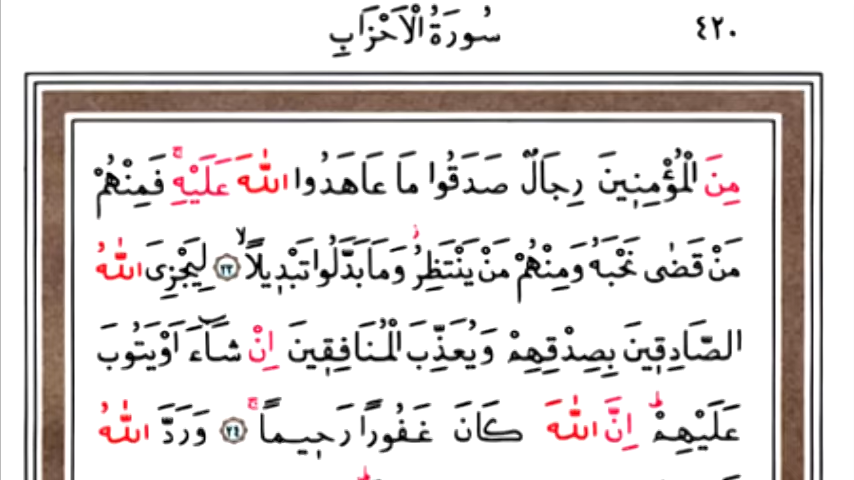 سُورَةُ الْاَحْزَابِ ٤٢٠
مِنَ الْمُؤْمِنِينَ رِجَالٌ صَدَقُوا مَا عَاهَدُوا اللّٰهَ عَلَيْهِۚ فَمِنْهُمْ
مَنْ قَضٰى نَحْبَهُ وَمِنْهُمْ مَنْ يَنْتَظِرُۘ وَمَا بَدَّلُوا تَبْد۪يلًاۙ ﴿٢٣﴾ لِيَجْزِيَ اللّٰهُ
الصَّادِق۪ينَ بِصِدْقِهِمْ وَيُعَذِّبَ الْمُنَافِق۪ينَ اِنْ شَٓاءَ اَوْ يَتُوبَ
عَلَيْهِمْۜ اِنَّ اللّٰهَ كَانَ غَفُورًا رَح۪يمًاۚ ﴿٢٤﴾ وَرَدَّ اللّٰهُ